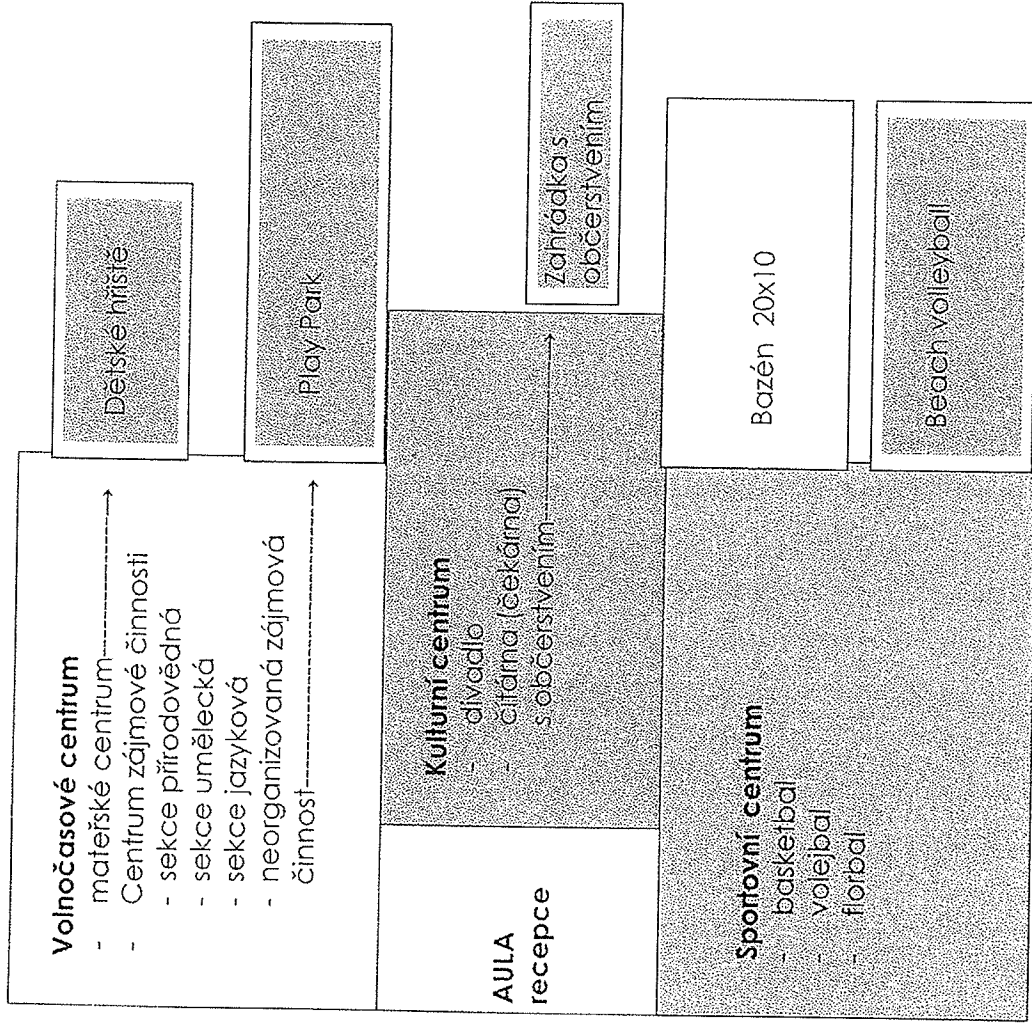 Volnočasové centrum
- mateřské centrum----------------→
- Centrum zájmové činnosti
- sekce přírodovědná
- sekce umělecká
- sekce jazyková
- neorganizovaná zájmová
činnost--------------------→
Dětské hřiště
Play Park
AULA
recepce
Kulturní centrum
- divadlo
- čítárna (čekárna)
s občerstvením----------------→
Zahrádka s
občerstvením
Sportovní centrum
- basketbal
- volejbal
- florbal
Bazén 20x10
Beach volleyball